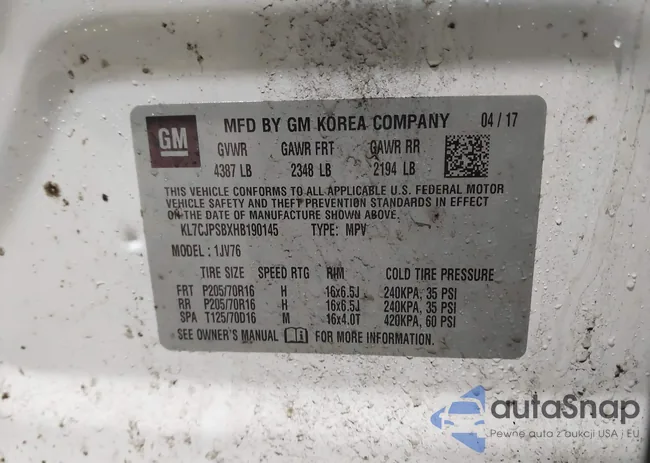 GM
MFD BY GM KOREA COMPANY 04 / 17
GVWR GAWR FRT GAWR RR
4387 LB 2348 LB 2194 LB
THIS VEHICLE CONFORMS TO ALL APPLICABLE U.S. FEDERAL MOTOR
VEHICLE SAFETY AND THEFT PREVENTION STANDARDS IN EFFECT
ON THE DATE OF MANUFACTURE SHOWN ABOVE.
KL7CJPSBXHB190145 TYPE: MPV
MODEL : 1JV76
TIRE SIZE SPEED RTG RIM COLD TIRE PRESSURE
FRT P205/70R16 H 16x6.5J 240KPA, 35 PSI
RR P205/70R16 H 16x6.5J 240KPA, 35 PSI
SPA T125/70D16 M 16x4.0T 420KPA, 60 PSI
SEE OWNER'S MANUAL FOR MORE INFORMATION.
autoSnap
Pewne auta z aukcji USA i EU